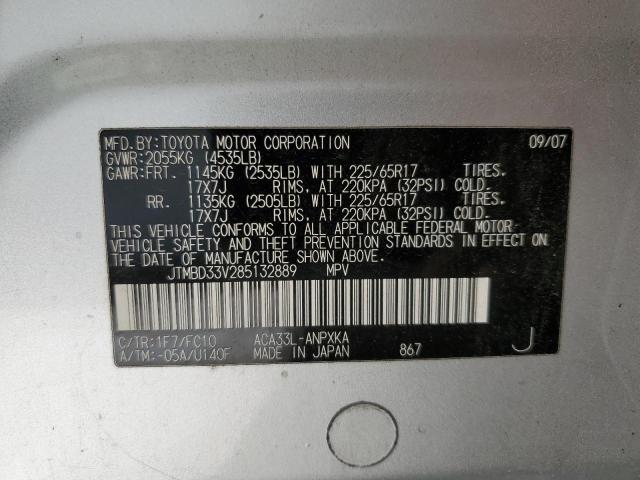 MFD.BY:TOYOTA MOTOR CORPORATION 09/07
GVWR:2055KG (4535LB)
GAWR:FRT. 1145KG (2535LB) WITH 225/65R17 TIRES.
17X7J RIMS. AT 220KPA (32PSI) COLD.
RR. 1135KG (2505LB) WITH 225/65R17 TIRES.
17X7J RIMS. AT 220KPA (32PSI) COLD.
THIS VEHICLE CONFORMS TO ALL APPLICABLE FEDERAL MOTOR
VEHICLE SAFETY AND THEFT PREVENTION STANDARDS IN EFFECT ON
THE DATE OF MANUFACTURE SHOWN ABOVE.
JTMBD33V285132889 MPV
C/TR:1F7/FC10 ACA33L-ANPXKA
A/TM:-05A/U140F MADE IN JAPAN 867 J